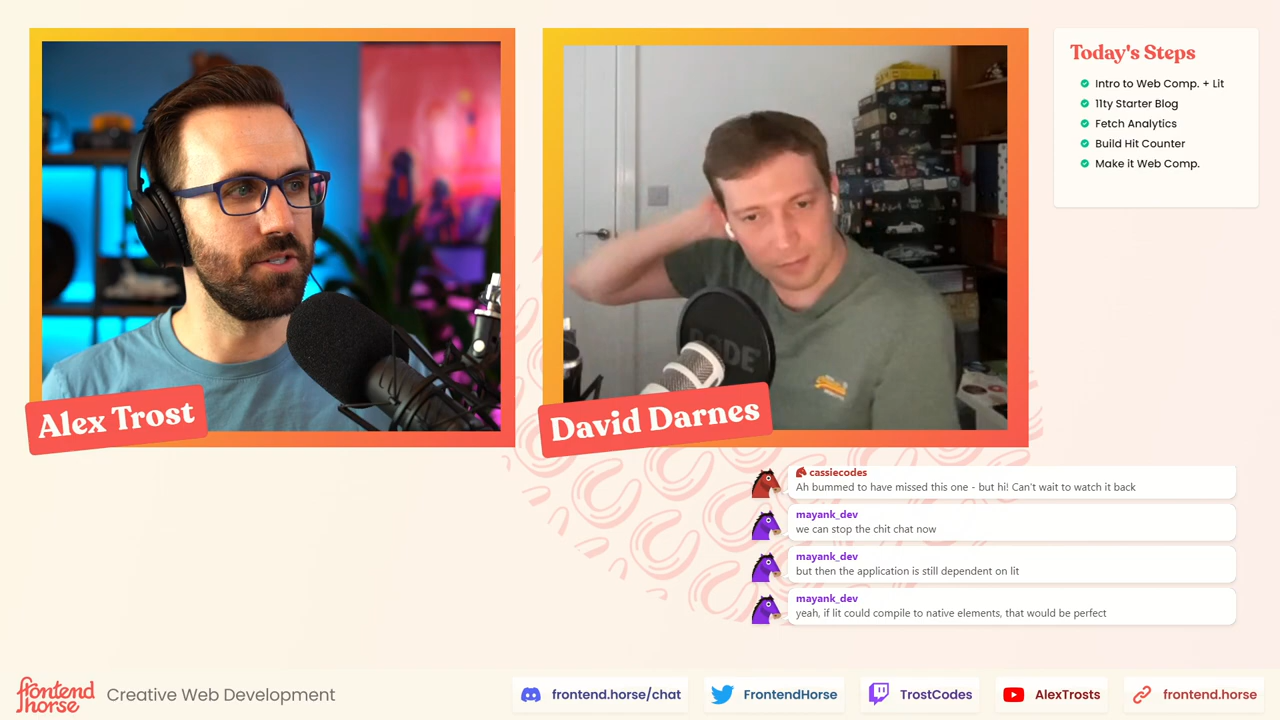 Today's Steps
Intro to Web Comp. + Lit
11ty Starter Blog
Fetch Analytics
Build Hit Counter
Make it Web Comp.
RODE
Alex Trost
David Darnes
cassiecodes
Ah bummed to have missed this one - but hi! Can't wait to watch it back
mayank_dev
we can stop the chit chat now
mayank_dev
but then the application is still dependent on lit
mayank_dev
yeah, if lit could compile to native elements, that would be perfect
frontend
horse
Creative Web Development
frontend.horse/chat
FrontendHorse
TrostCodes
AlexTrosts
frontend.horse